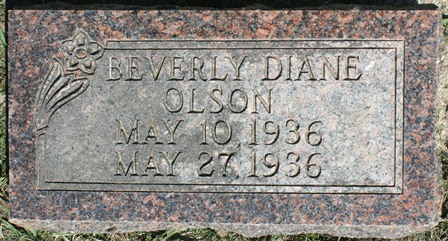 BEVERLY DIANE
OLSON
MAY 10, 1936
MAY 27, 1936